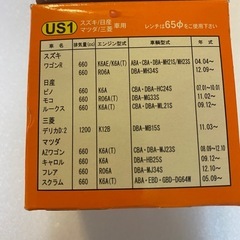 US1 スズキ/日産 マツダ/三菱 車用 レンチは65Φをご使用下さい
車名 排気量(cc) エンジン型式 車輌型式 年式
スズキ
ワゴンR 660 K6AE/K6A(T) ABA・CBA・DBA-MH21S/MH23S 04.04～
660 R06A DBA-MH34S 12.09～
日産
ピノ 660 K6A DBA-HC24S 07.01～10.01
モコ 660 K6A(T) DBA-MG33S 11.02～
ルークス 660 K6A(T) DBA・CBA-ML21S 09.12～
三菱
デリカD:2 1200 K12B DBA-MB15S 11.03～
マツダ
AZワゴン 660 K6A(T) DBA・CBA-MJ23S 08.09～12.10
キャロル 660 K6A DBA-HB25S 09.12～
フレア 660 R06A DBA-MJ34S 12.10～
スクラム 660 K6A(T) ABA・EBD・GBD-DG64W 05.09～